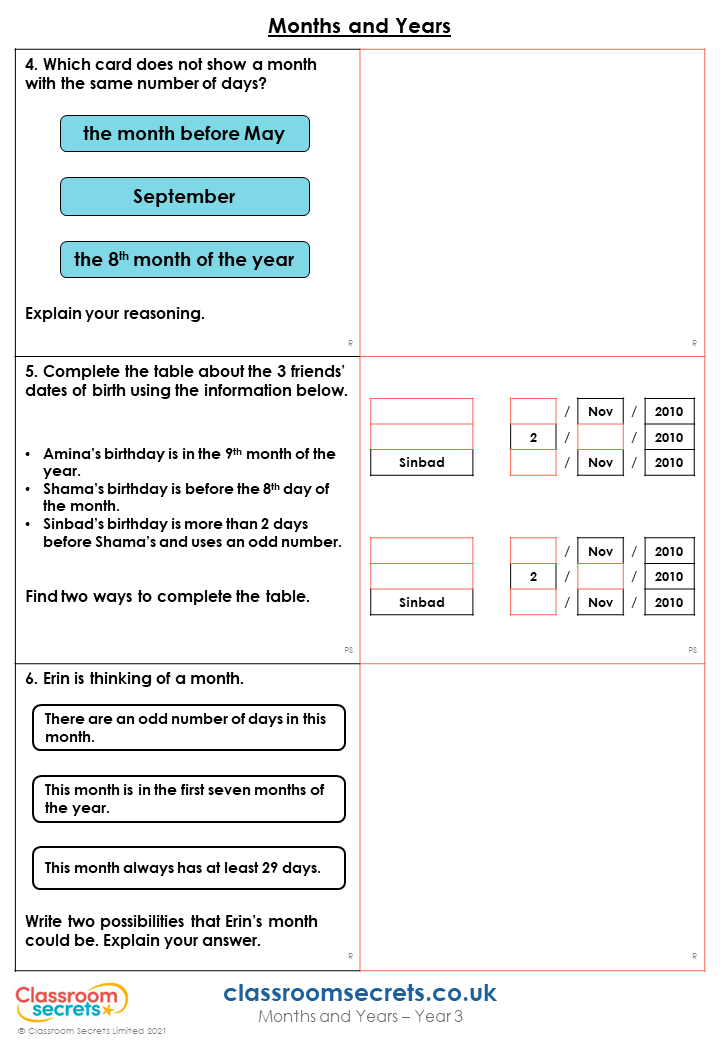 Months and Years
4. Which card does not show a month
with the same number of days?
the month before May
September
the 8th month of the year
Explain your reasoning.
R
R
5. Complete the table about the 3 friends'
dates of birth using the information below.
• Amina's birthday is in the 9th month of the
year.
• Shama's birthday is before the 8th day of
the month.
• Sinbad's birthday is more than 2 days
before Shama's and uses an odd number.
Find two ways to complete the table.
PS
/ Nov / 2010
2 / / 2010
Sinbad / Nov / 2010
/ Nov / 2010
2 / / 2010
Sinbad / Nov / 2010
PS
6. Erin is thinking of a month.
There are an odd number of days in this
month.
This month is in the first seven months of
the year.
This month always has at least 29 days.
Write two possibilities that Erin's month
could be. Explain your answer.
R
R
Classroom
secrets
© Classroom Secrets Limited 2021
classroomsecrets.co.uk
Months and Years – Year 3